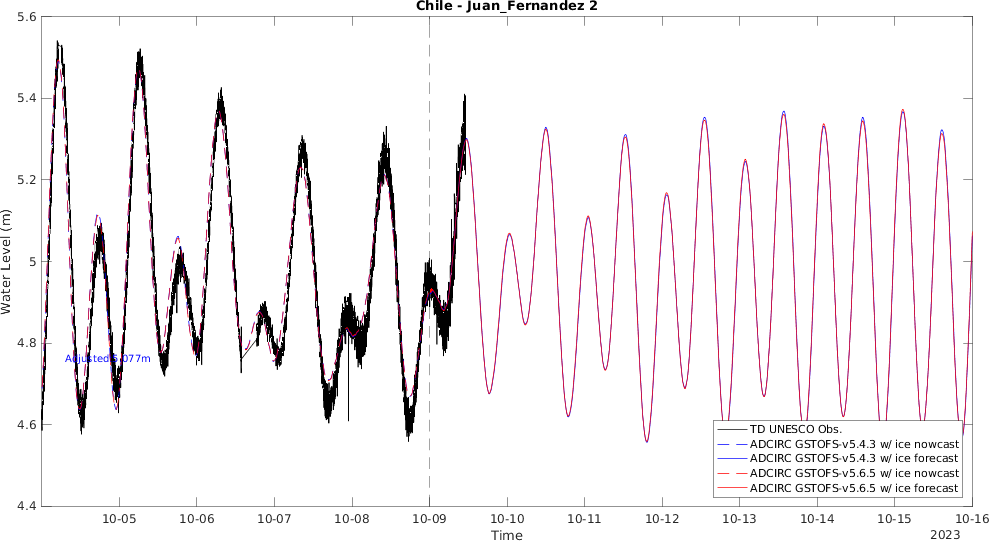 Chile - Juan_Fernandez 2
Water Level (m)
5.6
5.4
5.2
5
4.8
4.6
4.4
Adjusted 5.077m
TD UNESCO Obs.
ADCIRC GSTOFS-v5.4.3 w/ ice nowcast
ADCIRC GSTOFS-v5.4.3 w/ ice forecast
ADCIRC GSTOFS-v5.6.5 w/ ice nowcast
ADCIRC GSTOFS-v5.6.5 w/ ice forecast
10-05 10-06 10-07 10-08 10-09 10-10 10-11 10-12 10-13 10-14 10-15 10-16
Time
2023